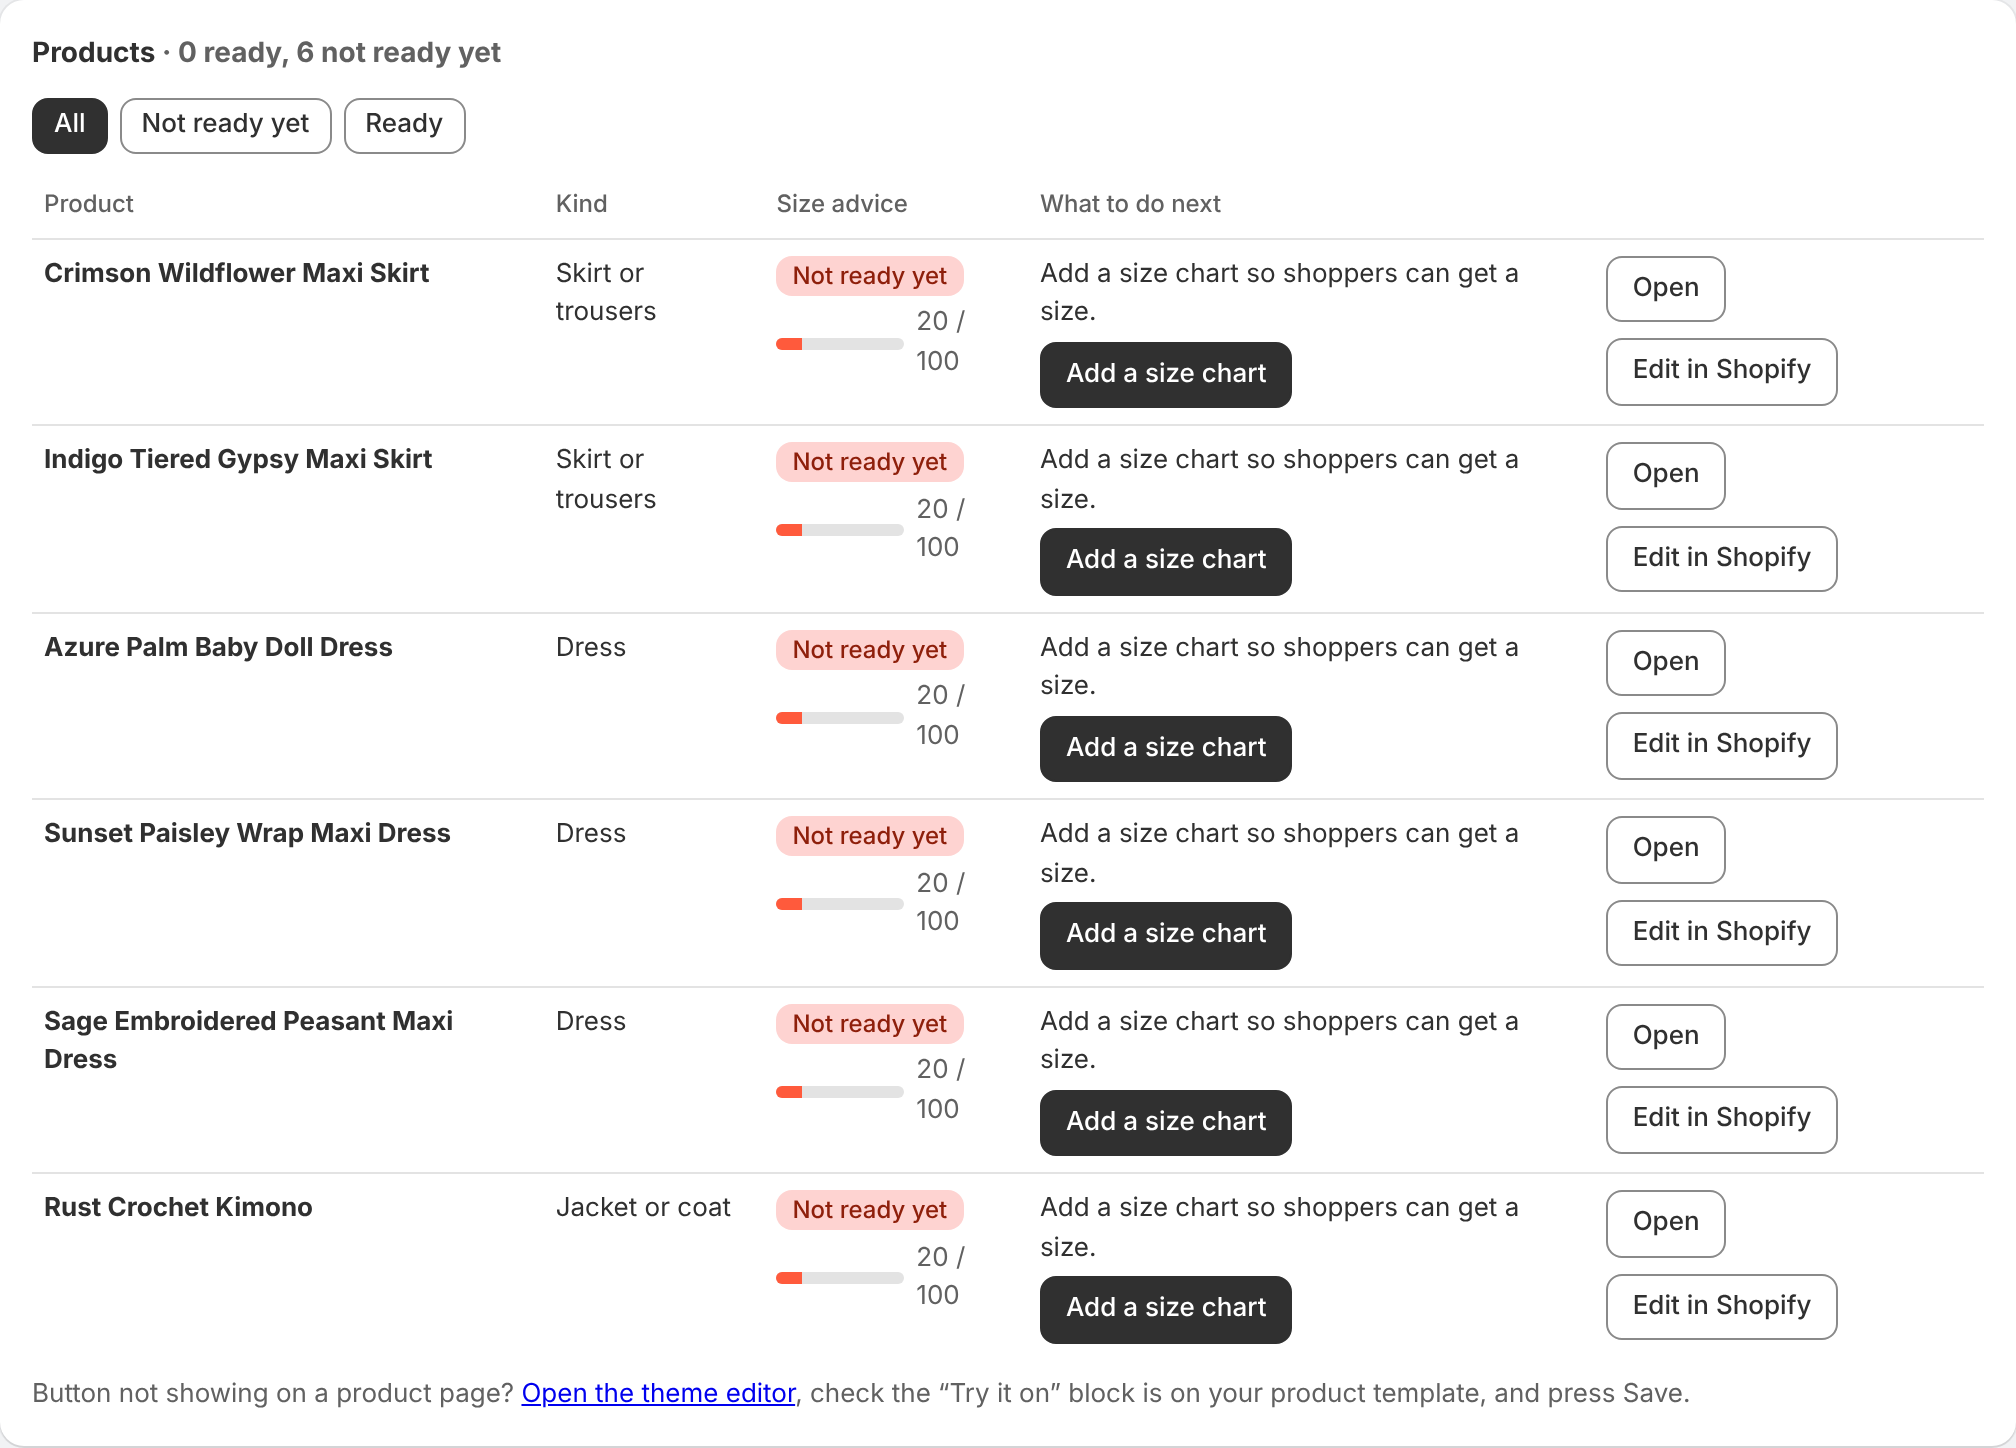 Products · 0 ready, 6 not ready yet
All Not ready yet Ready
Product Kind Size advice What to do next
Crimson Wildflower Maxi Skirt
Skirt or
trousers
Not ready yet
20 /
100
Add a size chart so shoppers can get a
size.
Add a size chart
Open
Edit in Shopify
Indigo Tiered Gypsy Maxi Skirt
Skirt or
trousers
Not ready yet
20 /
100
Add a size chart so shoppers can get a
size.
Add a size chart
Open
Edit in Shopify
Azure Palm Baby Doll Dress
Dress
Not ready yet
20 /
100
Add a size chart so shoppers can get a
size.
Add a size chart
Open
Edit in Shopify
Sunset Paisley Wrap Maxi Dress
Dress
Not ready yet
20 /
100
Add a size chart so shoppers can get a
size.
Add a size chart
Open
Edit in Shopify
Sage Embroidered Peasant Maxi
Dress
Dress
Not ready yet
20 /
100
Add a size chart so shoppers can get a
size.
Add a size chart
Open
Edit in Shopify
Rust Crochet Kimono
Jacket or coat
Not ready yet
20 /
100
Add a size chart so shoppers can get a
size.
Add a size chart
Open
Edit in Shopify
Button not showing on a product page? Open the theme editor, check the “Try it on” block is on your product template, and press Save.